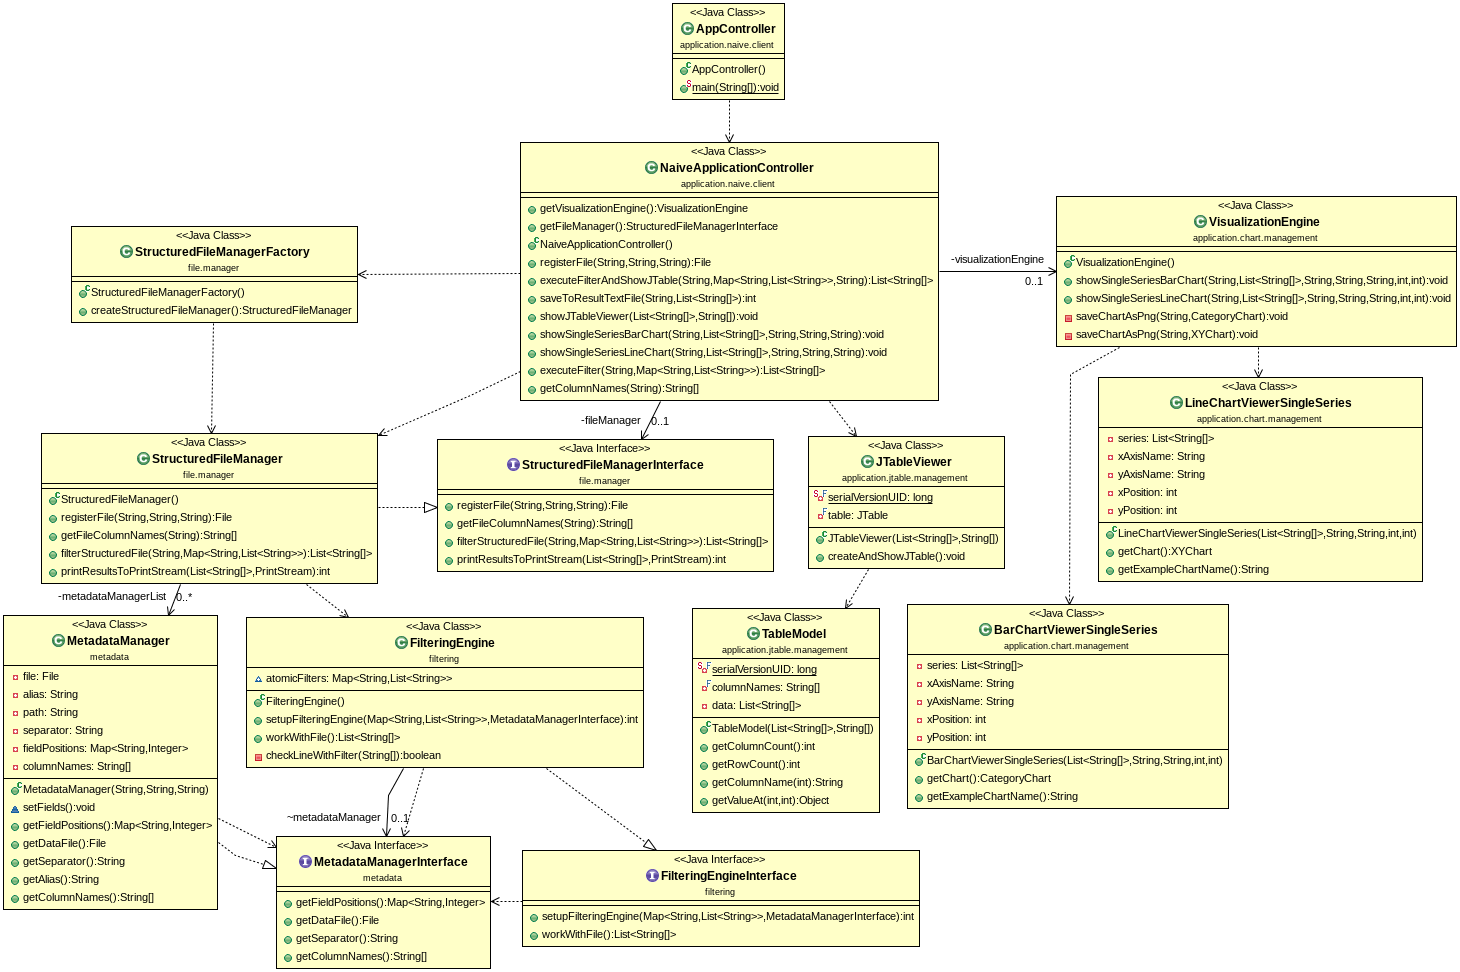 <<Java Class>>
AppController
application.naive.client
AppController()
main(String[]):void
<<Java Class>>
NaiveApplicationController
application.naive.client
getVisualizationEngine():VisualizationEngine
getFileManager():StructuredFileManagerInterface
NaiveApplicationController()
registerFile(String,String,String):File
executeFilterAndShowJTable(String,Map<String,List<String>>,String):List<String[]>
saveToResultTextFile(String,List<String[]>):int
showJTableViewer(List<String[]>,String[]):void
showSingleSeriesBarChart(String,List<String[]>,String,String,String):void
showSingleSeriesLineChart(String,List<String[]>,String,String,String):void
executeFilter(String,Map<String,List<String>>):List<String[]>
getColumnNames(String):String[]
<<Java Class>>
StructuredFileManagerFactory
file.manager
StructuredFileManagerFactory()
createStructuredFileManager():StructuredFileManager
-visualizationEngine
0..1
<<Java Class>>
VisualizationEngine
application.chart.management
VisualizationEngine()
showSingleSeriesBarChart(String,List<String[]>,String,String,String,int,int):void
showSingleSeriesLineChart(String,List<String[]>,String,String,String,int,int):void
saveChartAsPng(String,CategoryChart):void
saveChartAsPng(String,XYChart):void
<<Java Class>>
LineChartViewerSingleSeries
application.chart.management
series: List<String[]>
xAxisName: String
yAxisName: String
xPosition: int
yPosition: int
LineChartViewerSingleSeries(List<String[]>,String,String,int,int)
getChart():XYChart
getExampleChartName():String
-fileManager
0..1
<<Java Class>>
StructuredFileManager
file.manager
StructuredFileManager()
registerFile(String,String,String):File
getFileColumnNames(String):String[]
filterStructuredFile(String,Map<String,List<String>>):List<String[]>
printResultsToPrintStream(List<String[]>,PrintStream):int
<<Java Interface>>
StructuredFileManagerInterface
file.manager
registerFile(String,String,String):File
getFileColumnNames(String):String[]
filterStructuredFile(String,Map<String,List<String>>):List<String[]>
printResultsToPrintStream(List<String[]>,PrintStream):int
<<Java Class>>
JTableViewer
application.jtable.management
serialVersionUID: long
table: JTable
JTableViewer(List<String[]>,String[])
createAndShowJTable():void
-metadataManagerList
0..*
<<Java Class>>
MetadataManager
metadata
file: File
alias: String
path: String
separator: String
fieldPositions: Map<String,Integer>
columnNames: String[]
MetadataManager(String,String,String)
setFields():void
getFieldPositions():Map<String,Integer>
getDataFile():File
getSeparator():String
getAlias():String
getColumnNames():String[]
<<Java Class>>
FilteringEngine
filtering
atomicFilters: Map<String,List<String>>
FilteringEngine()
setupFilteringEngine(Map<String,List<String>>,MetadataManagerInterface):int
workWithFile():List<String[]>
checkLineWithFilter(String[]):boolean
<<Java Class>>
TableModel
application.jtable.management
serialVersionUID: long
columnNames: String[]
data: List<String[]>
TableModel(List<String[]>,String[])
getColumnCount():int
getRowCount():int
getColumnName(int):String
getValueAt(int,int):Object
<<Java Class>>
BarChartViewerSingleSeries
application.chart.management
series: List<String[]>
xAxisName: String
yAxisName: String
xPosition: int
yPosition: int
BarChartViewerSingleSeries(List<String[]>,String,String,int,int)
getChart():CategoryChart
getExampleChartName():String
~metadataManager
0..1
<<Java Interface>>
MetadataManagerInterface
metadata
getFieldPositions():Map<String,Integer>
getDataFile():File
getSeparator():String
getColumnNames():String[]
<<Java Interface>>
FilteringEngineInterface
filtering
setupFilteringEngine(Map<String,List<String>>,MetadataManagerInterface):int
workWithFile():List<String[]>